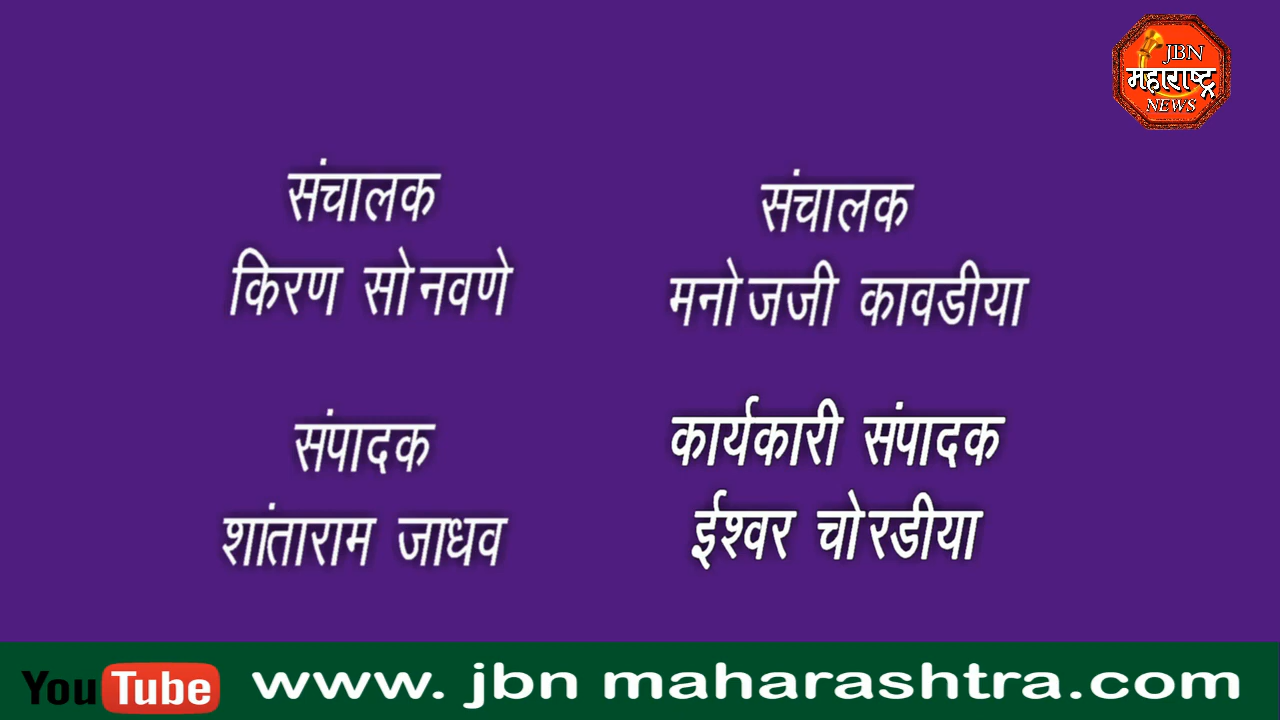 JBN
महाराष्ट्र
NEWS
संचालक
किरण सोनवणे
संचालक
मनोजजी कावडीया
संपादक
शांताराम जाधव
कार्यकारी संपादक
ईश्वर चोरडीया
YouTube www. jbn maharashtra.com